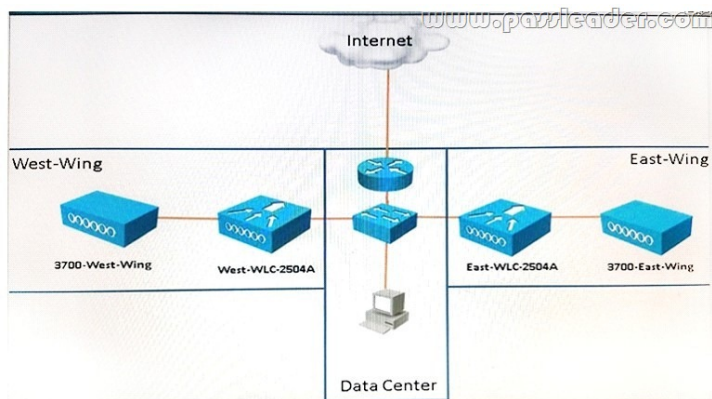 www.passleader.com
Internet
West-Wing
East-Wing
3700-West-Wing
West-WLC-2504A
East-WLC-2504A
3700-East-Wing
Data Center